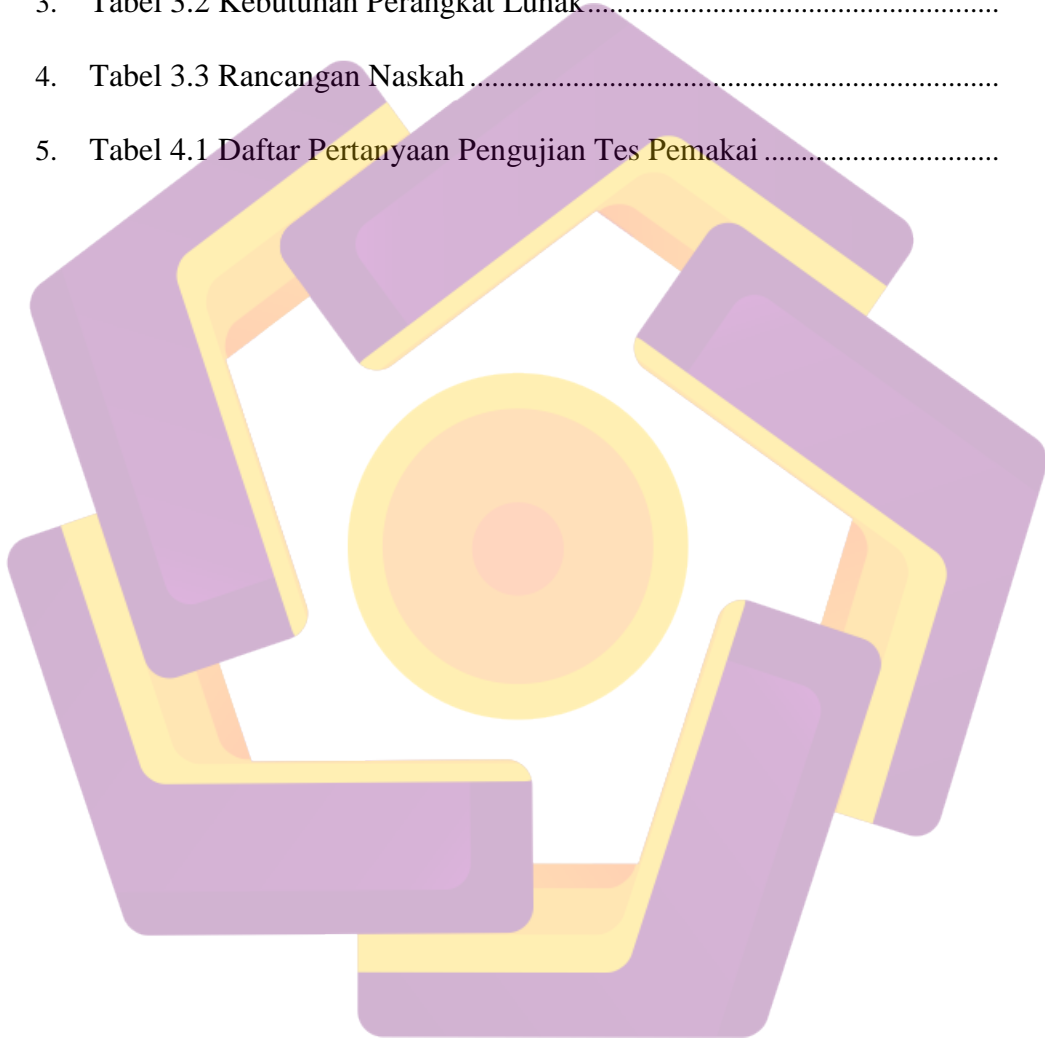 3. Tabel 3.2 Kebutuhan Perangkat Lunak....................................................
4. Tabel 3.3 Rancangan Naskah ...................................................................
5. Tabel 4.1 Daftar Pertanyaan Pengujian Tes Pemakai ..............................